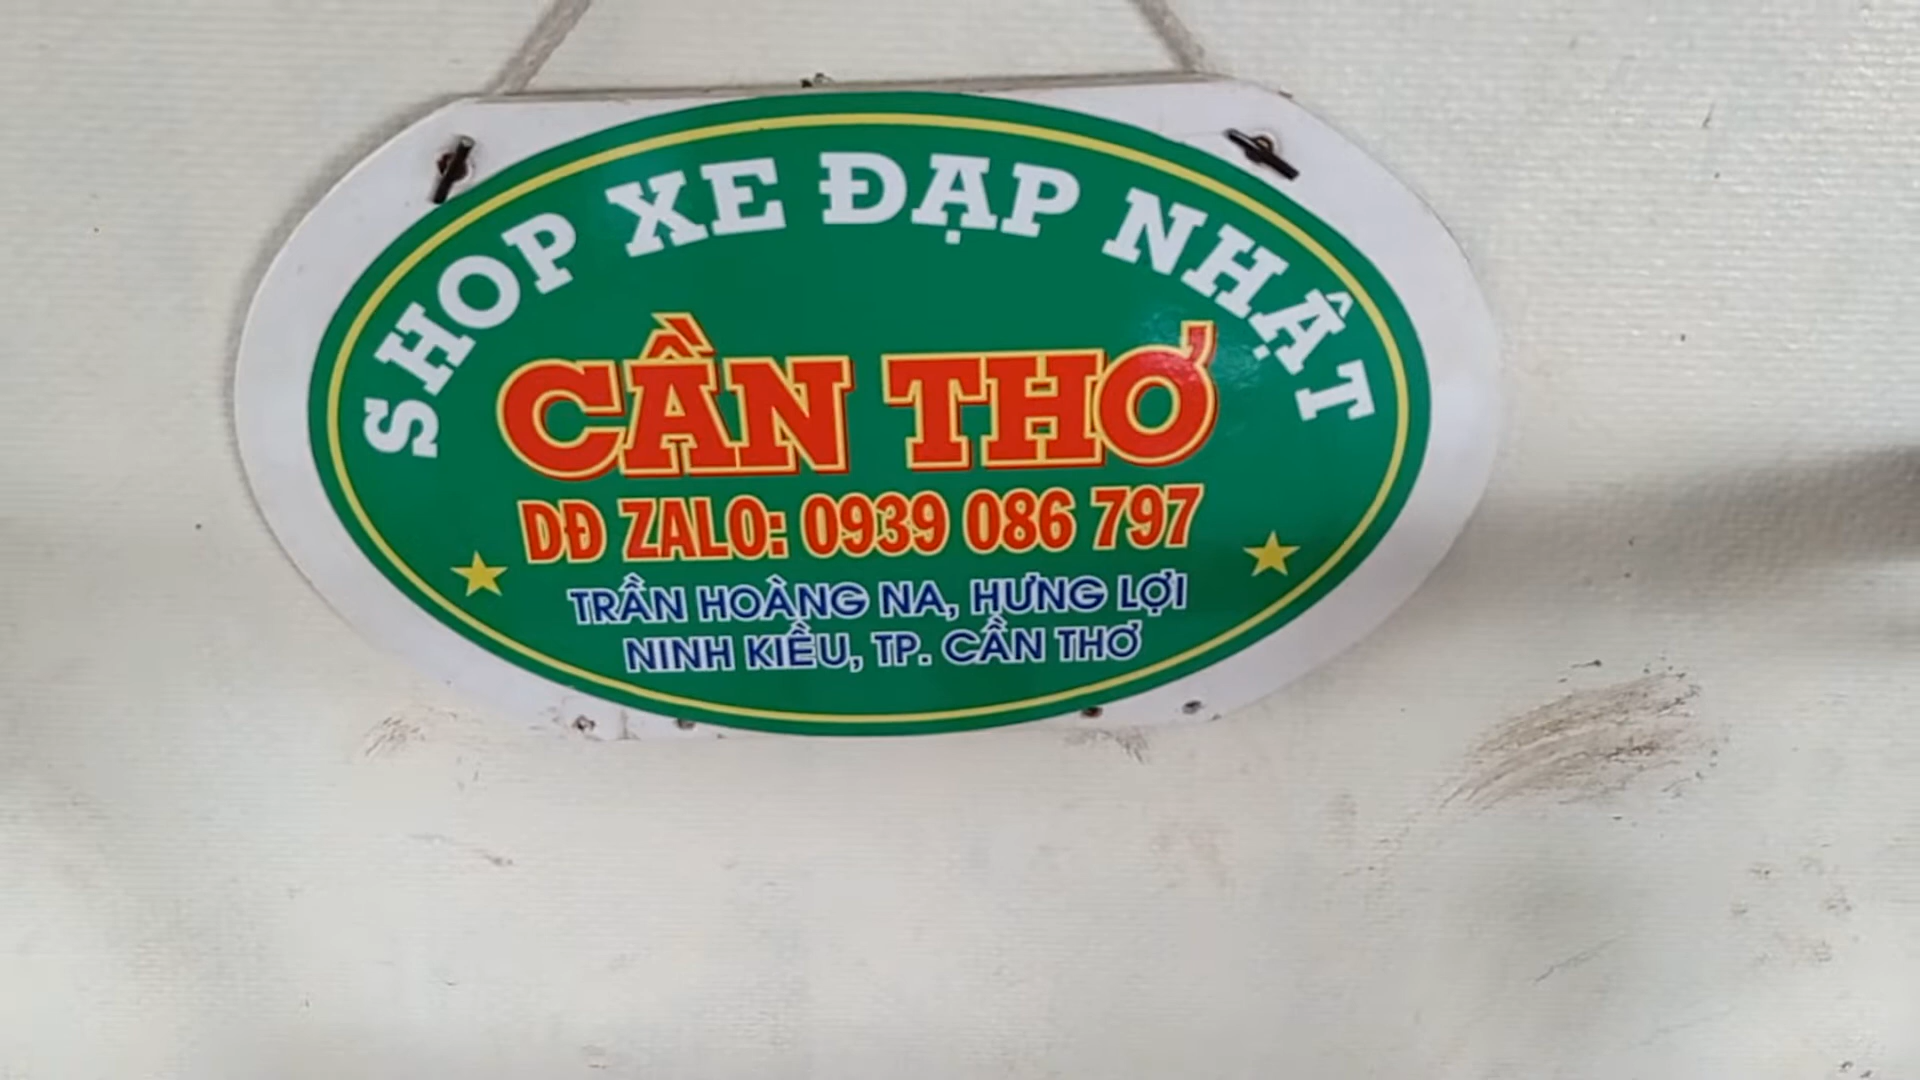 SHOP XE ĐẠP NHẬT
CẦN THƠ
DĐ ZALO: 0939 086 797
TRẦN HOÀNG NA, HƯNG LỢI
NINH KIỀU, TP. CẦN THƠ